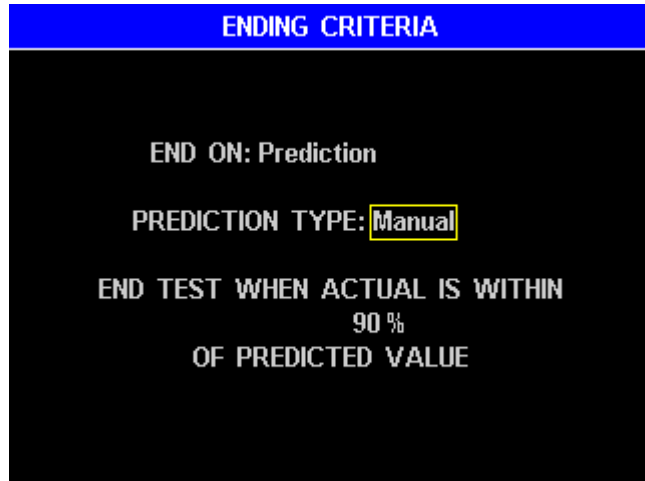 ENDING CRITERIA
END ON: Prediction
PREDICTION TYPE: Manual
END TEST WHEN ACTUAL IS WITHIN
90 %
OF PREDICTED VALUE